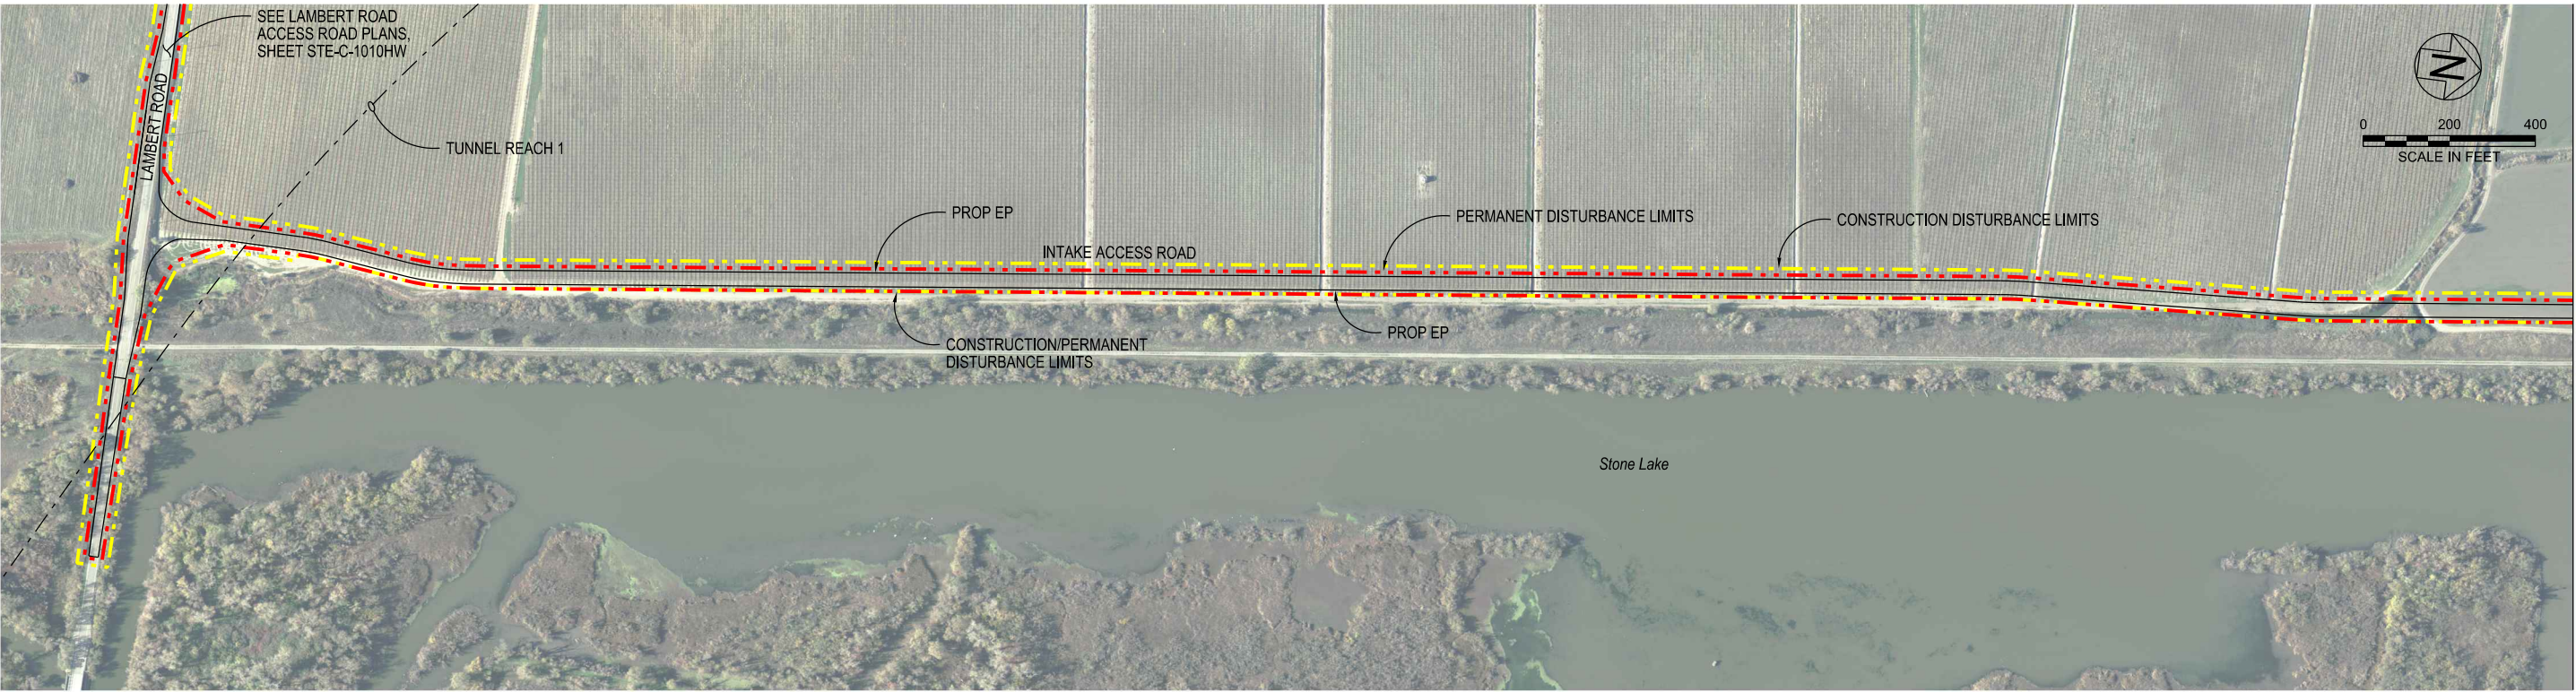 SEE LAMBERT ROAD
ACCESS ROAD PLANS,
SHEET STE-C-1010HW
LAMBERT ROAD
TUNNEL REACH 1
N
0 200 400
SCALE IN FEET
PROP EP
PERMANENT DISTURBANCE LIMITS
CONSTRUCTION DISTURBANCE LIMITS
INTAKE ACCESS ROAD
PROP EP
CONSTRUCTION/PERMANENT
DISTURBANCE LIMITS
Stone Lake